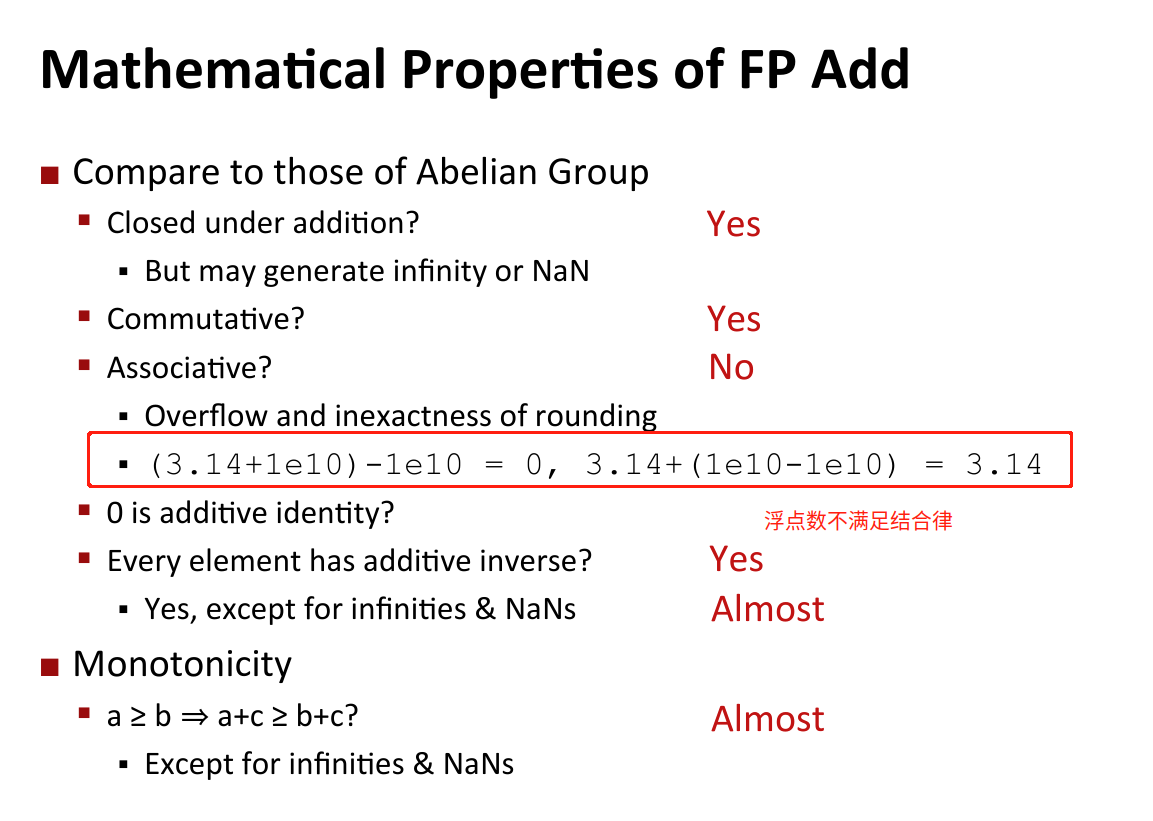 Mathematical Properties of FP Add
■ Compare to those of Abelian Group
▪ Closed under addition? Yes
▪ But may generate infinity or NaN
▪ Commutative? Yes
▪ Associative? No
▪ Overflow and inexactness of rounding
▪ (3.14+1e10)-1e10 = 0, 3.14+(1e10-1e10) = 3.14
▪ 0 is additive identity?
浮点数不满足结合律
▪ Every element has additive inverse? Yes
▪ Yes, except for infinities & NaNs Almost
■ Monotonicity
▪ a ≥ b ⇒ a+c ≥ b+c? Almost
▪ Except for infinities & NaNs